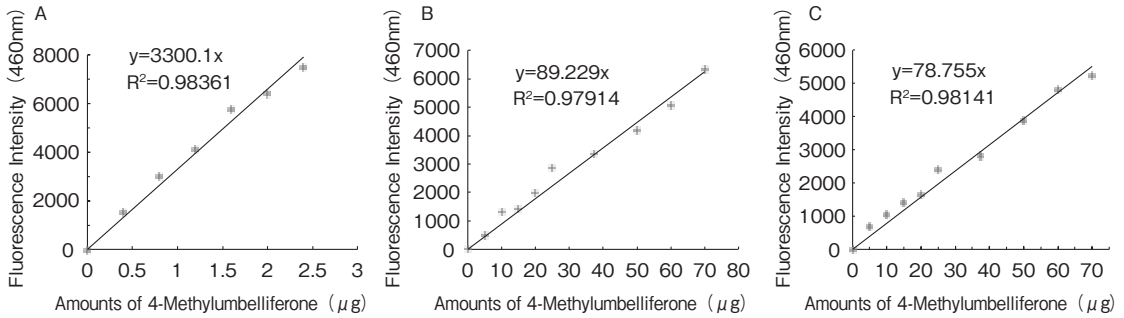 A
Fluorescence Intensity (460nm)
y=3300.1x
R²=0.98361
8000
6000
4000
2000
0
0 0.5 1 1.5 2 2.5 3
Amounts of 4-Methylumbelliferone (μg)
B
Fluorescence Intensity (460nm)
y=89.229x
R²=0.97914
7000
6000
5000
4000
3000
2000
1000
0
0 10 20 30 40 50 60 70 80
Amounts of 4-Methylumbelliferone (μg)
C
Fluorescence Intensity (460nm)
y=78.755x
R²=0.98141
6000
5000
4000
3000
2000
1000
0
0 10 20 30 40 50 60 70
Amounts of 4-Methylumbelliferone (μg)